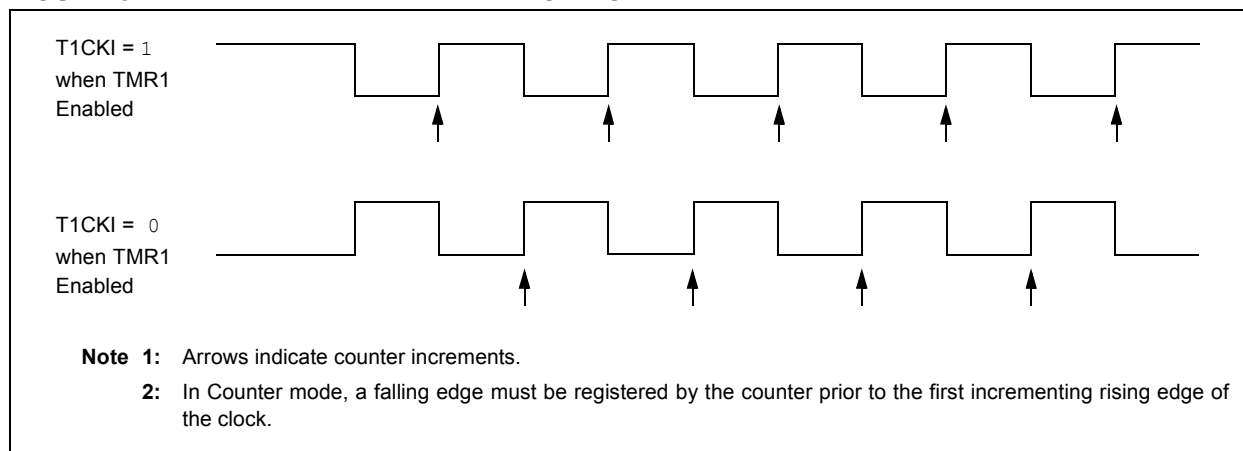 T1CKI = 1
when TMR1
Enabled
T1CKI = 0
when TMR1
Enabled
Note 1: Arrows indicate counter increments.
2: In Counter mode, a falling edge must be registered by the counter prior to the first incrementing rising edge of
the clock.